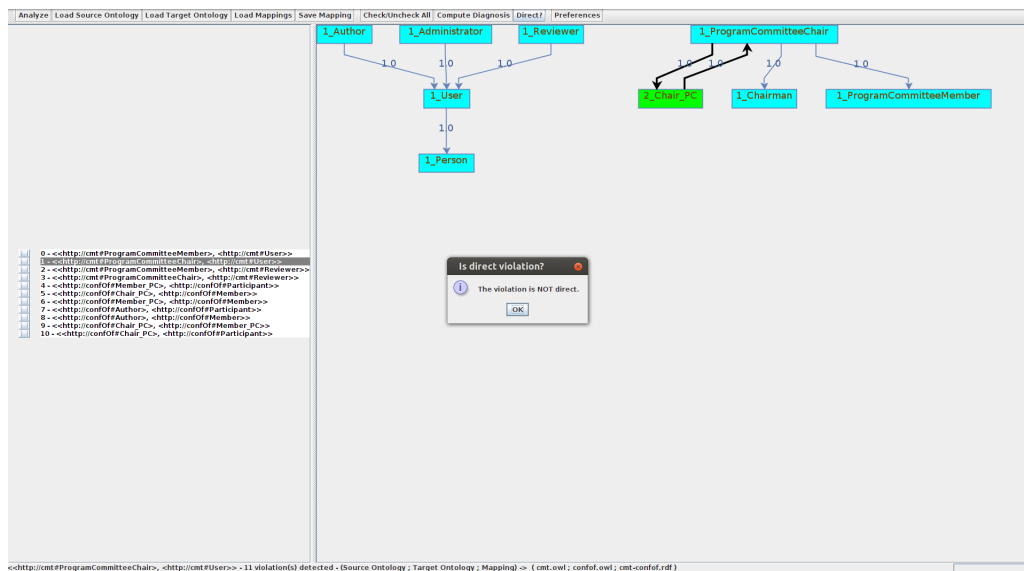 Analyze Load Source Ontology Load Target Ontology Load Mappings Save Mapping Check/Uncheck All Compute Diagnosis Direct? Preferences
1_Author 1_Administrator 1_Reviewer 1_ProgramCommitteeChair
1.0 1.0 1.0 1.0 1.0 1.0 1.0
1_User 2_Chair_PC 1_Chairman 1_ProgramCommitteeMember
1.0
1_Person
0 - <<http://cmt#ProgramCommitteeMember>, <http://cmt#User>>
1 - <<http://cmt#ProgramCommitteeChair>, <http://cmt#User>>
2 - <<http://cmt#ProgramCommitteeMember>, <http://cmt#Reviewer>>
3 - <<http://cmt#ProgramCommitteeChair>, <http://cmt#Reviewer>>
4 - <<http://confOf#Member_PC>, <http://confOf#Participant>>
5 - <<http://confOf#Chair_PC>, <http://confOf#Member>>
6 - <<http://confOf#Member_PC>, <http://confOf#Member>>
7 - <<http://confOf#Author>, <http://confOf#Participant>>
8 - <<http://confOf#Author>, <http://confOf#Member>>
9 - <<http://confOf#Chair_PC>, <http://confOf#Member_PC>>
10 - <<http://confOf#Chair_PC>, <http://confOf#Participant>>
Is direct violation?
The violation is NOT direct.
OK
<<http://cmt#ProgramCommitteeChair>, <http://cmt#User>> - 11 violation(s) detected - (Source Ontology ; Target Ontology ; Mapping) -> ( cmt.owl ; confof.owl ; cmt-confof.rdf )